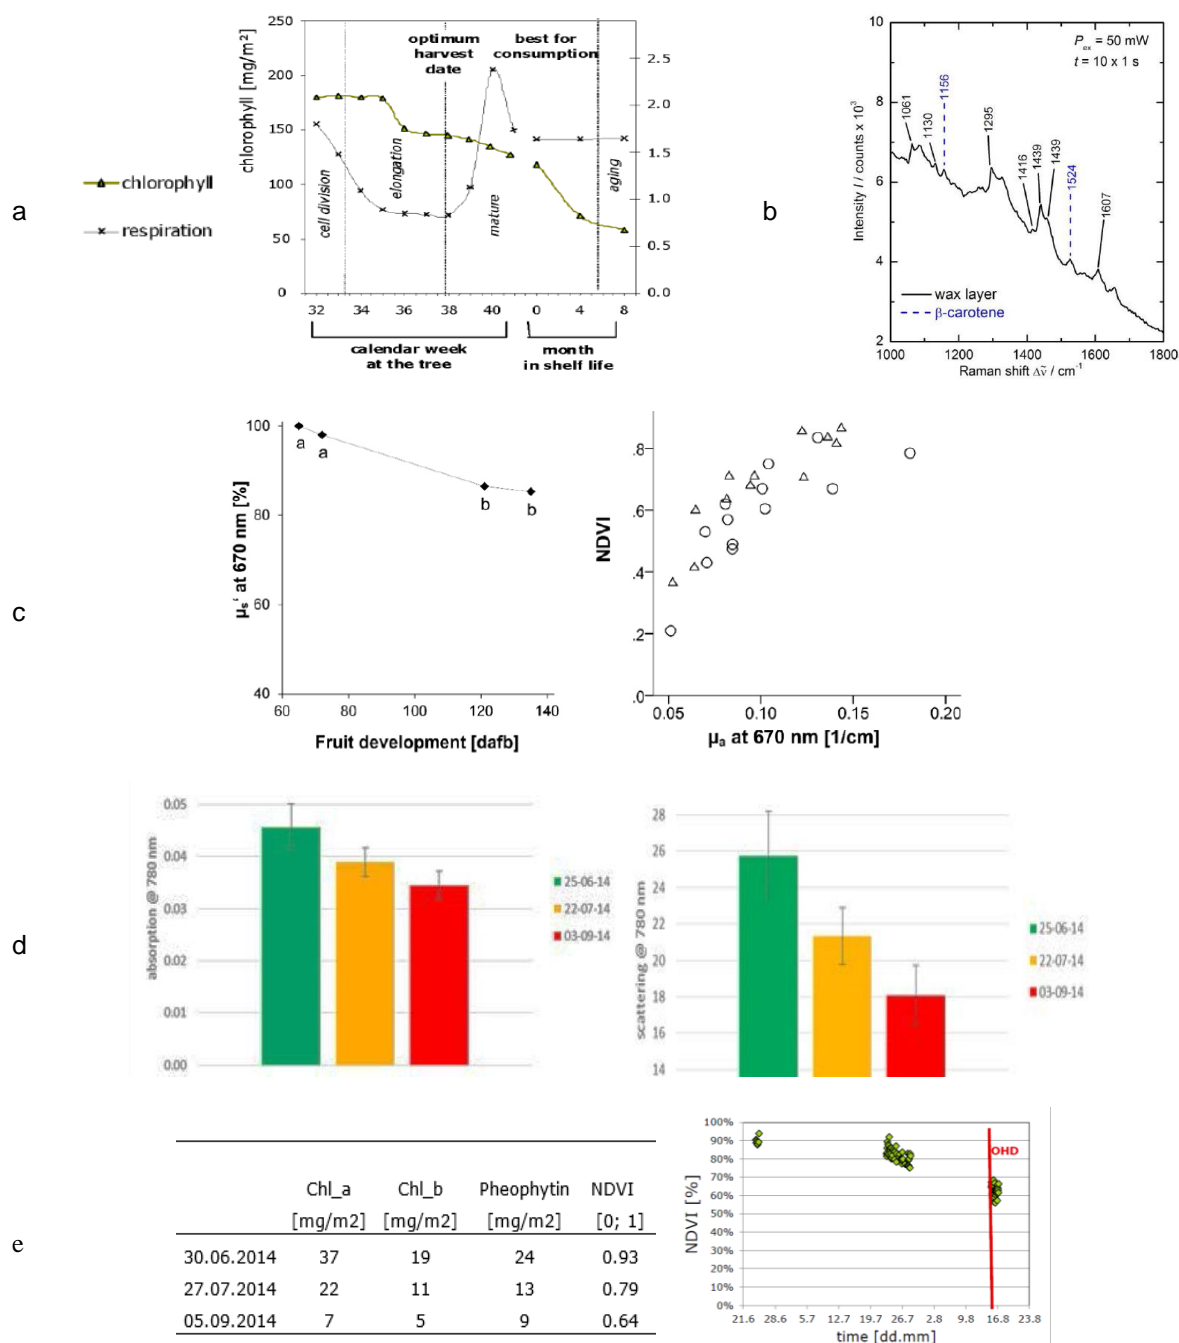 a
chlorophyll
respiration
chlorophyll [mg/m²]
250
200
150
100
50
0
optimum
harvest
date
best for
consumption
cell division
elongation
mature
aging
2.5
2.0
1.5
1.0
0.5
0.0
32 34 36 38 40 0 4 8
calendar week
at the tree
month
in shelf life
b
Intensity I / counts x 10³
10
8
6
4
2
P_ex = 50 mW
t = 10 x 1 s
1061
1130
1156
1295
1416
1439
1439
1524
1607
wax layer
β-carotene
1000 1200 1400 1600 1800
Raman shift Δṽ / cm⁻¹
c
μs‘ at 670 nm [%]
100
80
60
40
a
a
b
b
60 80 100 120 140
Fruit development [dafb]
NDVI
.8
.6
.4
.2
.0
0.05 0.10 0.15 0.20
μa at 670 nm [1/cm]
d
absorption @ 780 nm
0.05
0.04
0.03
0.02
0.01
0.00
25-06-14
22-07-14
03-09-14
scattering @ 780 nm
28
26
24
22
20
18
16
14
25-06-14
22-07-14
03-09-14
e
Chl_a Chl_b Pheophytin NDVI
[mg/m2] [mg/m2] [mg/m2] [0; 1]
30.06.2014 37 19 24 0.93
27.07.2014 22 11 13 0.79
05.09.2014 7 5 9 0.64
NDVI [%]
100%
90%
80%
70%
60%
50%
40%
30%
20%
10%
0%
OHD
21.6 28.6 5.7 12.7 19.7 26.7 2.8 9.8 16.8 23.8
time [dd.mm]